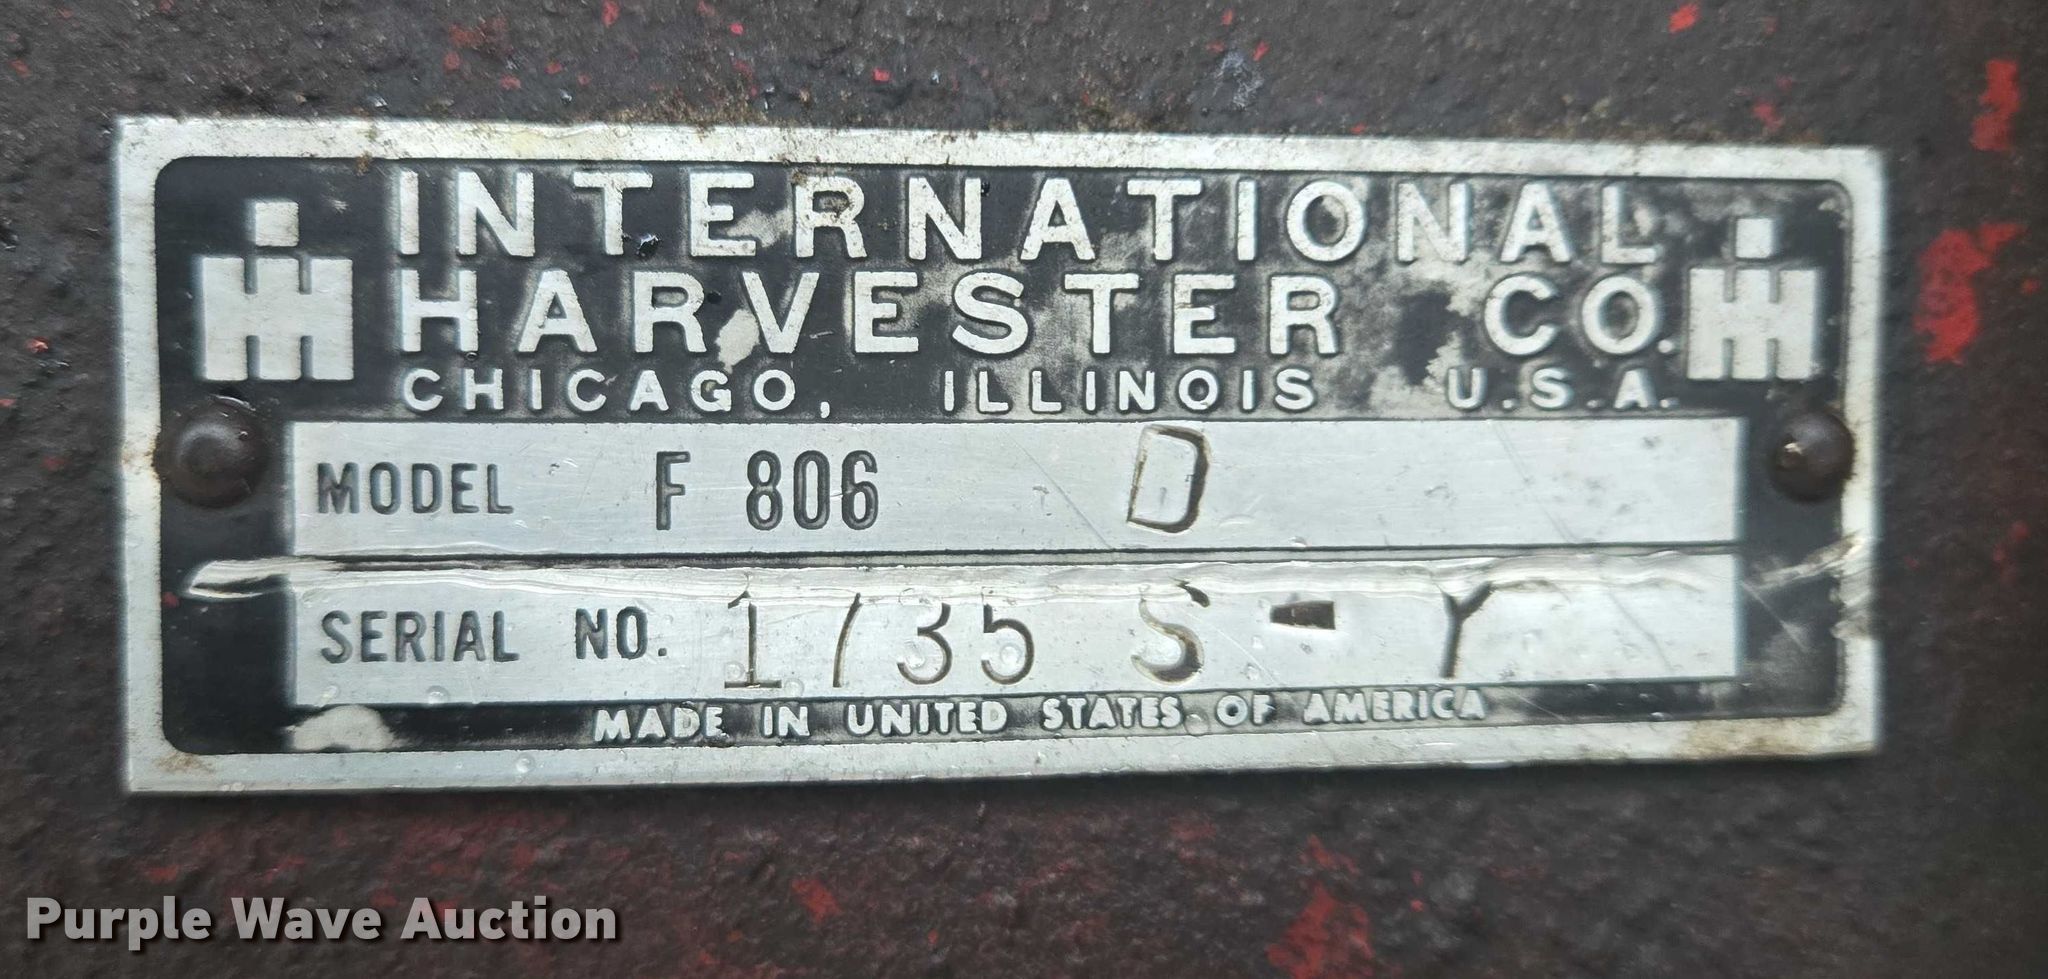 INTERNATIONAL
HARVESTER CO.
CHICAGO, ILLINOIS U.S.A.
MODEL F 806 D
SERIAL NO. 1735 S-Y
MADE IN UNITED STATES OF AMERICA
Purple Wave Auction